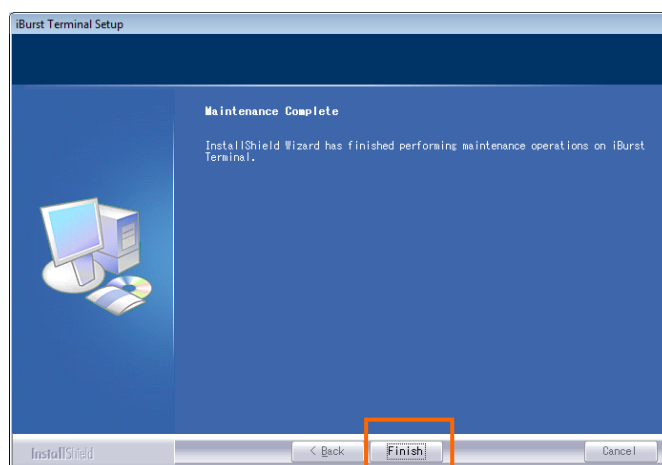 iBurst Terminal Setup
Maintenance Complete
InstallShield Wizard has finished performing maintenance operations on iBurst
Terminal.
InstallShield
< Back
Finish
Cancel